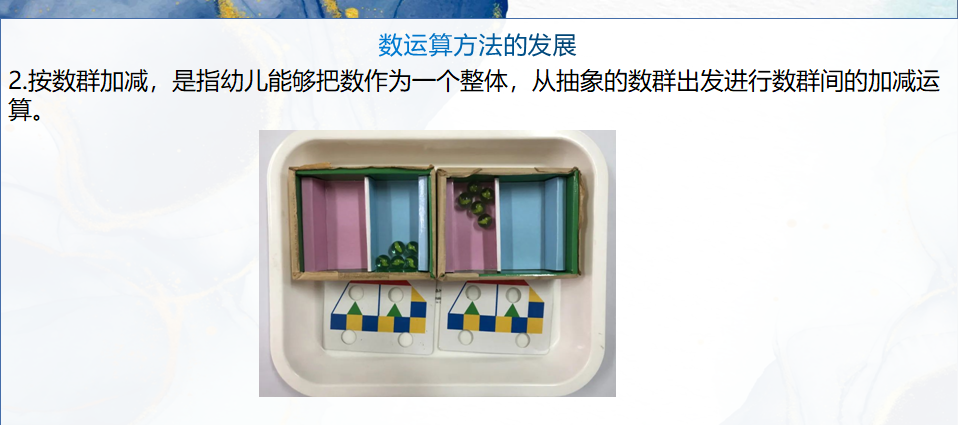 数运算方法的发展
2.按数群加减，是指幼儿能够把数作为一个整体，从抽象的数群出发进行数群间的加减运
算。